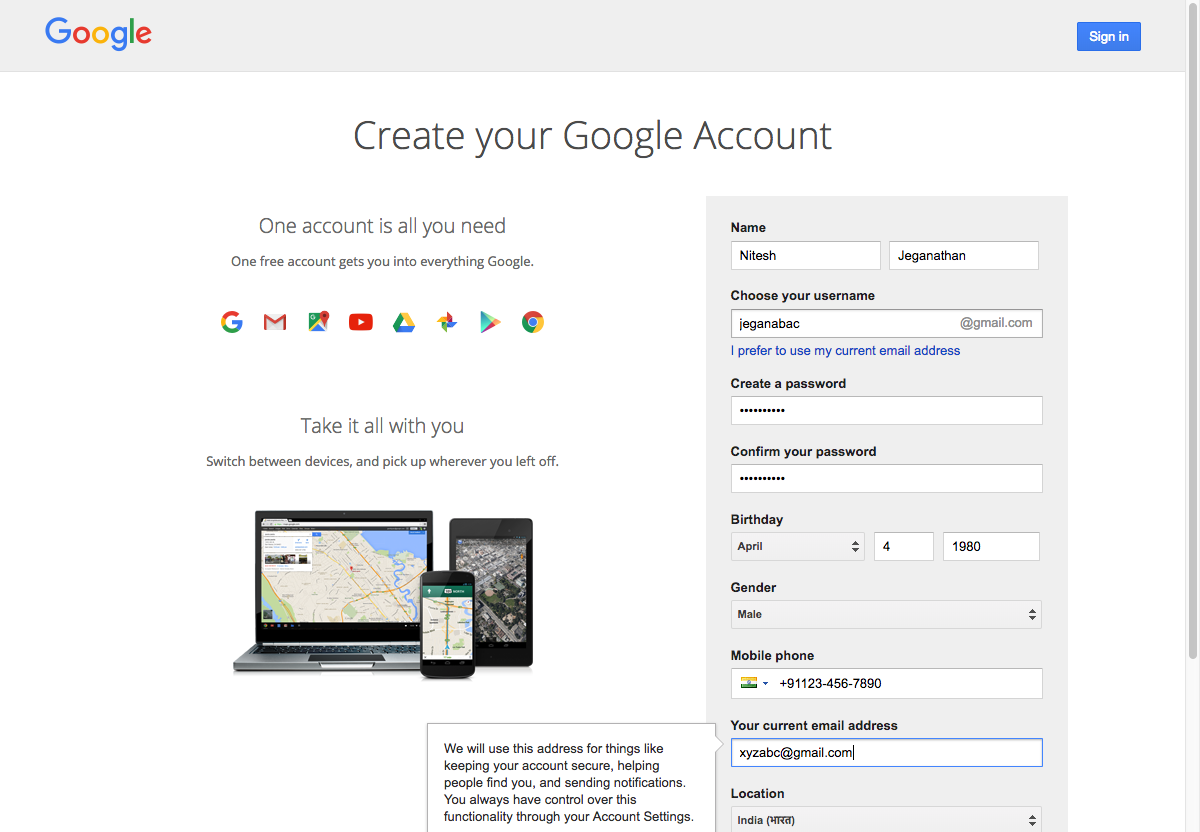 Google
Sign in
Create your Google Account
One account is all you need
One free account gets you into everything Google.
Take it all with you
Switch between devices, and pick up wherever you left off.
Name
Nitesh
Jeganathan
Choose your username
jeganabac
@gmail.com
I prefer to use my current email address
Create a password
••••••••••
Confirm your password
••••••••••
Birthday
April
4
1980
Gender
Male
Mobile phone
+91123-456-7890
Your current email address
xyzabc@gmail.com
We will use this address for things like
keeping your account secure, helping
people find you, and sending notifications.
You always have control over this
functionality through your Account Settings.
Location
India (भारत)